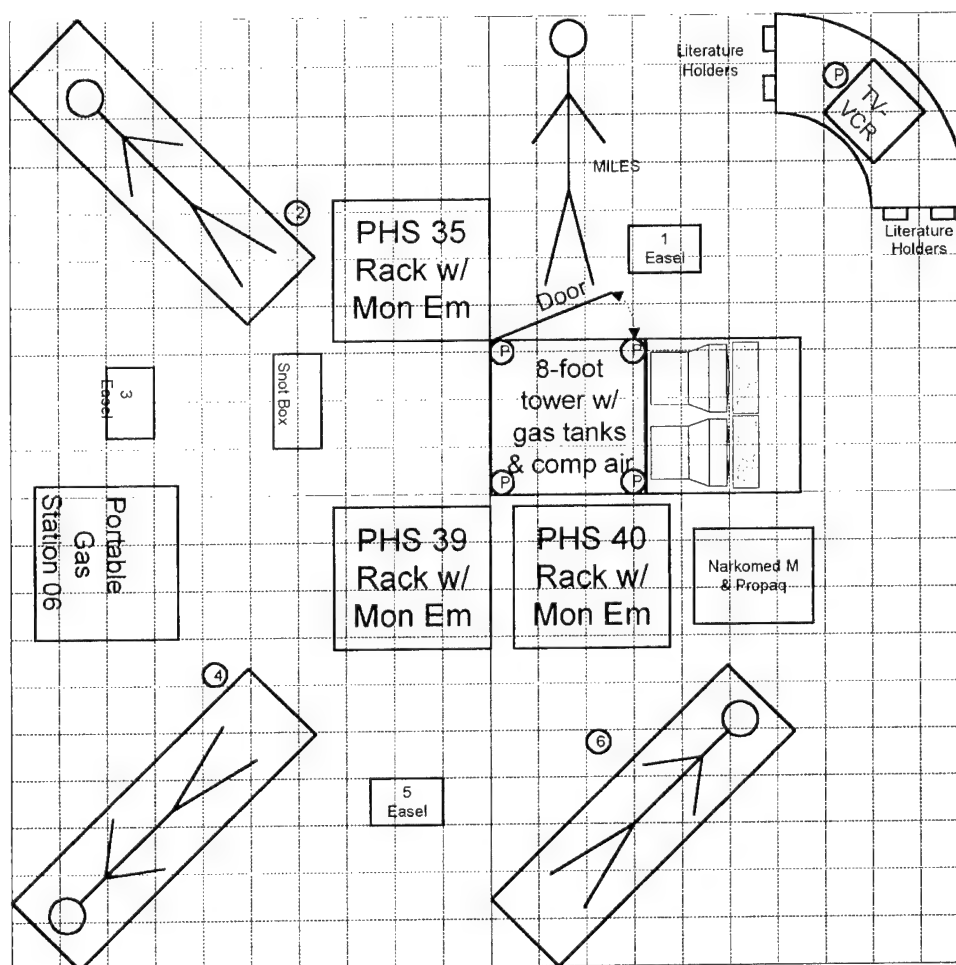 Literature
Holders
P
TV-
VCR
MILES
2
PHS 35
Rack w/
Mon Em
1
Easel
Literature
Holders
Door
P
P
8-foot
tower w/
gas tanks
& comp air
P
P
3
Easel
Snot Box
Portable
Gas
Station 06
PHS 39
Rack w/
Mon Em
PHS 40
Rack w/
Mon Em
Narkomed M
& Propaq
4
6
5
Easel